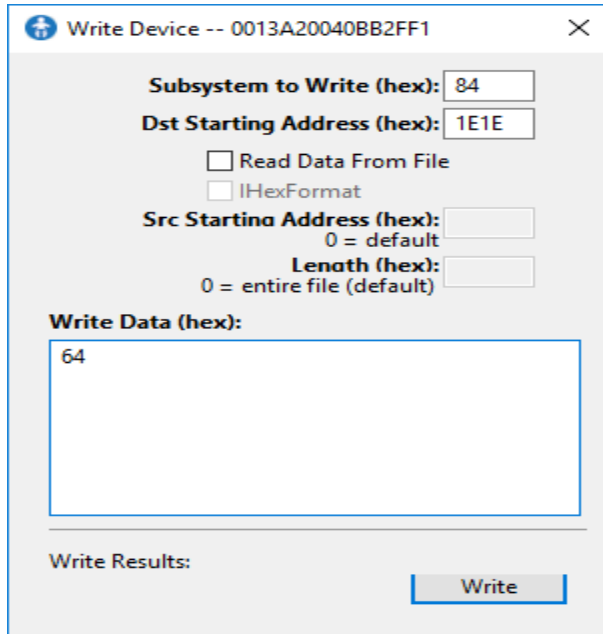 Write Device -- 0013A20040BB2FF1
Subsystem to Write (hex): 84
Dst Starting Address (hex): 1E1E
Read Data From File
IHexFormat
Src Starting Address (hex):
0 = default
Length (hex):
0 = entire file (default)
Write Data (hex):
64
Write Results:
Write